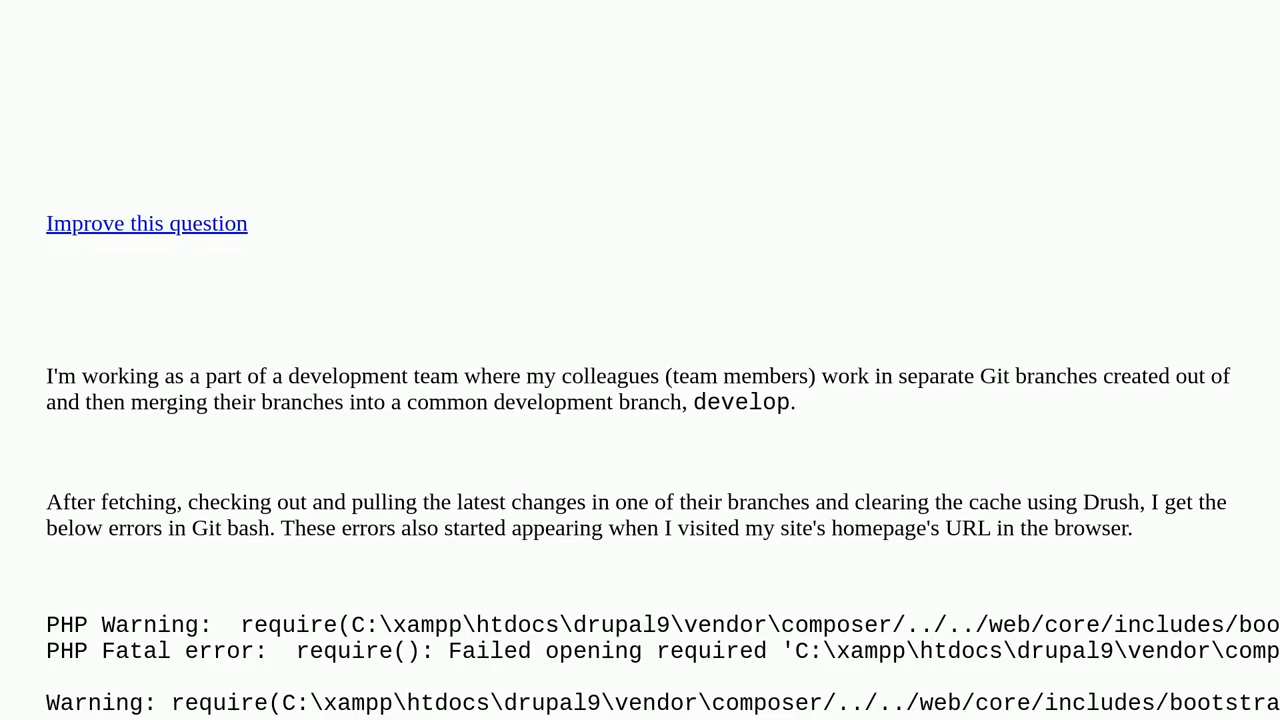 Improve this question
I'm working as a part of a development team where my colleagues (team members) work in separate Git branches created out of
and then merging their branches into a common development branch, develop.
After fetching, checking out and pulling the latest changes in one of their branches and clearing the cache using Drush, I get the
below errors in Git bash. These errors also started appearing when I visited my site's homepage's URL in the browser.
PHP Warning:  require(C:\xampp\htdocs\drupal9\vendor\composer/../../web/core/includes/boo
PHP Fatal error:  require(): Failed opening required 'C:\xampp\htdocs\drupal9\vendor\comp
Warning: require(C:\xampp\htdocs\drupal9\vendor\composer/../../web/core/includes/bootstra